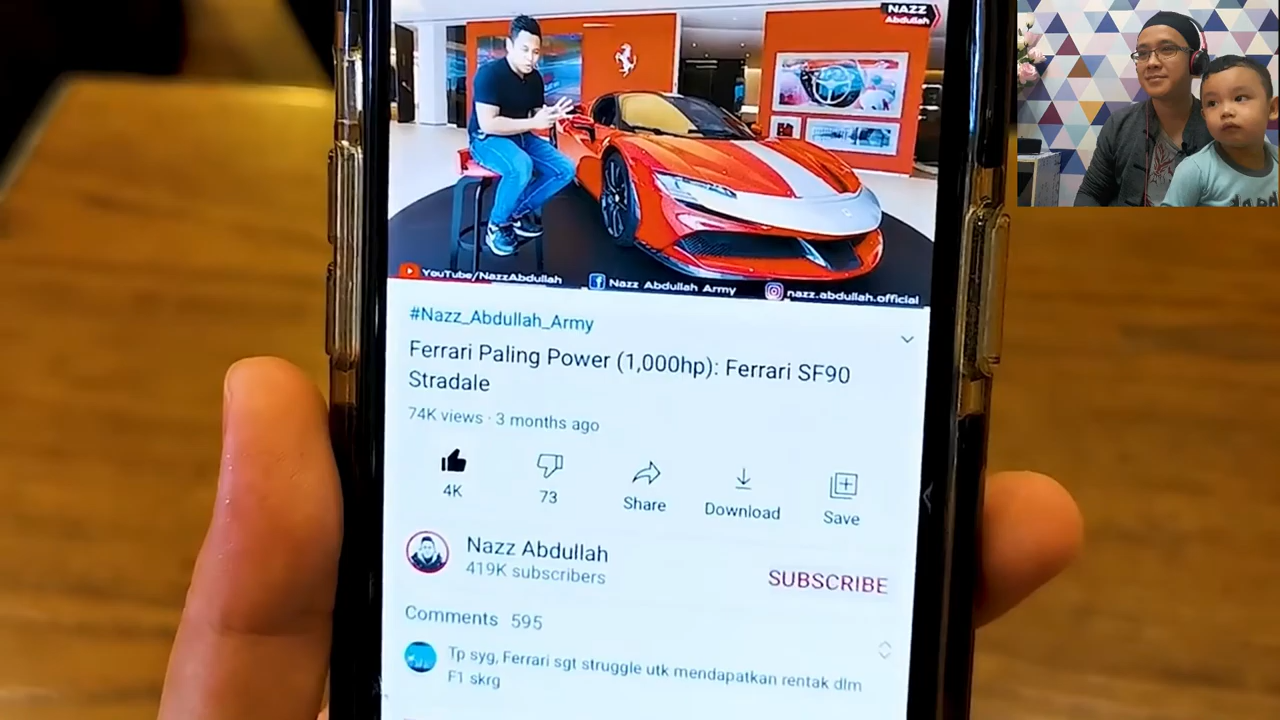 NAZZ
Abdullah
YouTube/NazzAbdullah
Nazz Abdullah Army
nazz.abdullah.official
#Nazz_Abdullah_Army
Ferrari Paling Power (1,000hp): Ferrari SF90
Stradale
74K views · 3 months ago
4K
73
Share
Download
Save
Nazz Abdullah
419K subscribers
SUBSCRIBE
Comments 595
Tp syg, Ferrari sgt struggle utk mendapatkan rentak dlm
F1 skrg